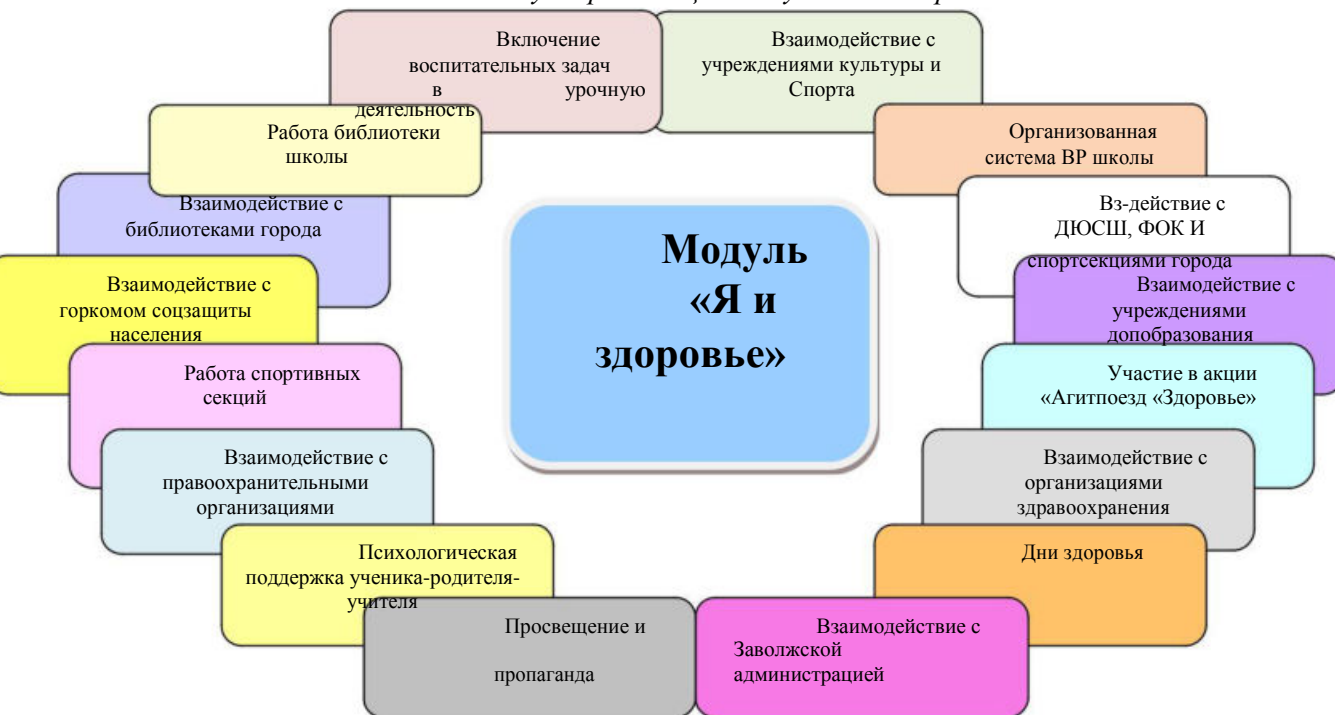 Включение
воспитательных задач
в урочную
деятельность
Взаимодействие с
учреждениями культуры и
Спорта
Организованная
система ВР школы
Вз-действие с
ДЮСШ, ФОК И
спортсекциями города
Взаимодействие с
учреждениями
допобразования
Участие в акции
«Агитпоезд «Здоровье»
Взаимодействие с
организациями
здравоохранения
Дни здоровья
Взаимодействие с
Заволжской
администрацией
Просвещение и
пропаганда
Психологическая
поддержка ученика-родителя-
учителя
Взаимодействие с
правоохранительными
организациями
Работа спортивных
секций
Взаимодействие с
горкомом соцзащиты
населения
Взаимодействие с
библиотеками города
Работа библиотеки
школы
Модуль
«Я и
здоровье»